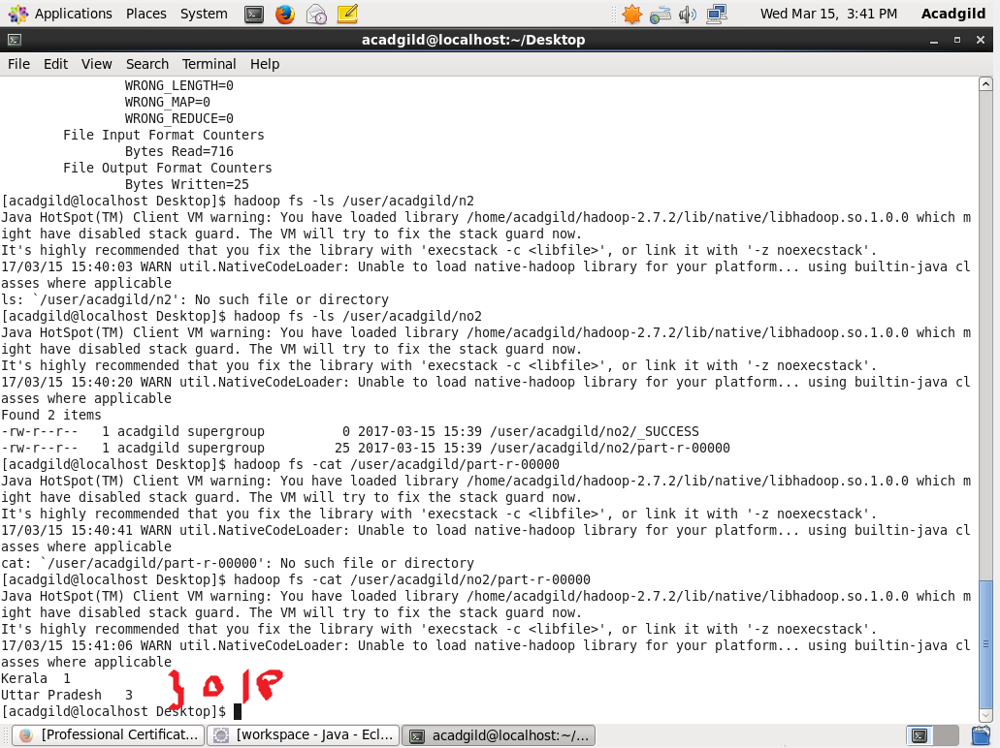 Applications Places System Wed Mar 15, 3:41 PM Acadgild
acadgild@localhost:~/Desktop
File Edit View Search Terminal Help
WRONG_LENGTH=0
WRONG_MAP=0
WRONG_REDUCE=0
File Input Format Counters
Bytes Read=716
File Output Format Counters
Bytes Written=25
[acadgild@localhost Desktop]$ hadoop fs -ls /user/acadgild/n2
Java HotSpot(TM) Client VM warning: You have loaded library /home/acadgild/hadoop-2.7.2/lib/native/libhadoop.so.1.0.0 which m
ight have disabled stack guard. The VM will try to fix the stack guard now.
It's highly recommended that you fix the library with 'execstack -c <libfile>', or link it with '-z noexecstack'.
17/03/15 15:40:03 WARN util.NativeCodeLoader: Unable to load native-hadoop library for your platform... using builtin-java cl
asses where applicable
ls: `/user/acadgild/n2': No such file or directory
[acadgild@localhost Desktop]$ hadoop fs -ls /user/acadgild/no2
Java HotSpot(TM) Client VM warning: You have loaded library /home/acadgild/hadoop-2.7.2/lib/native/libhadoop.so.1.0.0 which m
ight have disabled stack guard. The VM will try to fix the stack guard now.
It's highly recommended that you fix the library with 'execstack -c <libfile>', or link it with '-z noexecstack'.
17/03/15 15:40:20 WARN util.NativeCodeLoader: Unable to load native-hadoop library for your platform... using builtin-java cl
asses where applicable
Found 2 items
-rw-r--r-- 1 acadgild supergroup 0 2017-03-15 15:39 /user/acadgild/no2/_SUCCESS
-rw-r--r-- 1 acadgild supergroup 25 2017-03-15 15:39 /user/acadgild/no2/part-r-00000
[acadgild@localhost Desktop]$ hadoop fs -cat /user/acadgild/part-r-00000
Java HotSpot(TM) Client VM warning: You have loaded library /home/acadgild/hadoop-2.7.2/lib/native/libhadoop.so.1.0.0 which m
ight have disabled stack guard. The VM will try to fix the stack guard now.
It's highly recommended that you fix the library with 'execstack -c <libfile>', or link it with '-z noexecstack'.
17/03/15 15:40:41 WARN util.NativeCodeLoader: Unable to load native-hadoop library for your platform... using builtin-java cl
asses where applicable
cat: `/user/acadgild/part-r-00000': No such file or directory
[acadgild@localhost Desktop]$ hadoop fs -cat /user/acadgild/no2/part-r-00000
Java HotSpot(TM) Client VM warning: You have loaded library /home/acadgild/hadoop-2.7.2/lib/native/libhadoop.so.1.0.0 which m
ight have disabled stack guard. The VM will try to fix the stack guard now.
It's highly recommended that you fix the library with 'execstack -c <libfile>', or link it with '-z noexecstack'.
17/03/15 15:41:06 WARN util.NativeCodeLoader: Unable to load native-hadoop library for your platform... using builtin-java cl
asses where applicable
Kerala 1
Uttar Pradesh 3
} o/p
[acadgild@localhost Desktop]$
[Professional Certificat... [workspace - Java - Ecl... acadgild@localhost:~/...